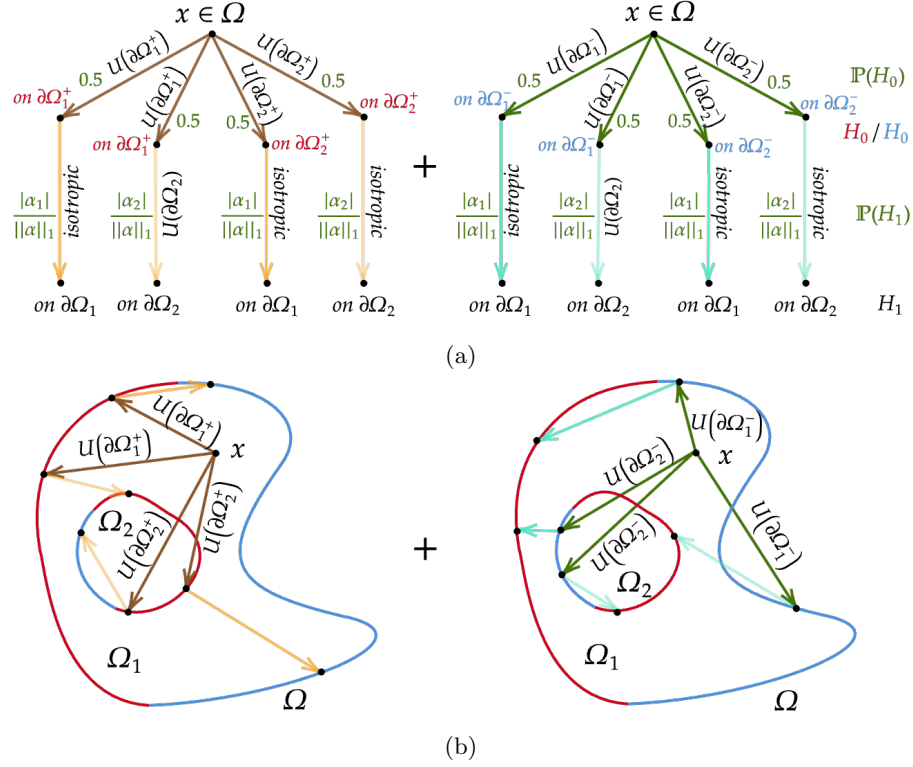 x ∈ Ω
x ∈ Ω
U(∂Ω₁⁺)
U(∂Ω₁⁺)
U(∂Ω₂⁺)
U(∂Ω₂⁺)
U(∂Ω₁⁻)
U(∂Ω₁⁻)
U(∂Ω₂⁻)
U(∂Ω₂⁻)
ℙ(H₀)
0.5
0.5
0.5
0.5
0.5
0.5
0.5
0.5
on ∂Ω₁⁺
on ∂Ω₁⁺
on ∂Ω₂⁺
on ∂Ω₂⁺
on ∂Ω₁⁻
on ∂Ω₁⁻
on ∂Ω₂⁻
on ∂Ω₂⁻
H₀/H₀
+
|α₁|/||α||₁ isotropic
|α₂|/||α||₁ U(∂Ω₂)
|α₁|/||α||₁ isotropic
|α₂|/||α||₁ isotropic
|α₁|/||α||₁ isotropic
|α₂|/||α||₁ U(∂Ω₂)
|α₁|/||α||₁ isotropic
|α₂|/||α||₁ isotropic
ℙ(H₁)
on ∂Ω₁
on ∂Ω₂
on ∂Ω₁
on ∂Ω₂
on ∂Ω₁
on ∂Ω₂
on ∂Ω₁
on ∂Ω₂
H₁
(a)
U(∂Ω₁⁺)
U(∂Ω₁⁺)
x
U(∂Ω₂⁺)
U(∂Ω₂⁺)
Ω₂
Ω₁
Ω
+
U(∂Ω₁⁻)
x
U(∂Ω₂⁻)
U(∂Ω₂⁻)
U(∂Ω₁⁻)
Ω₂
Ω₁
Ω
(b)